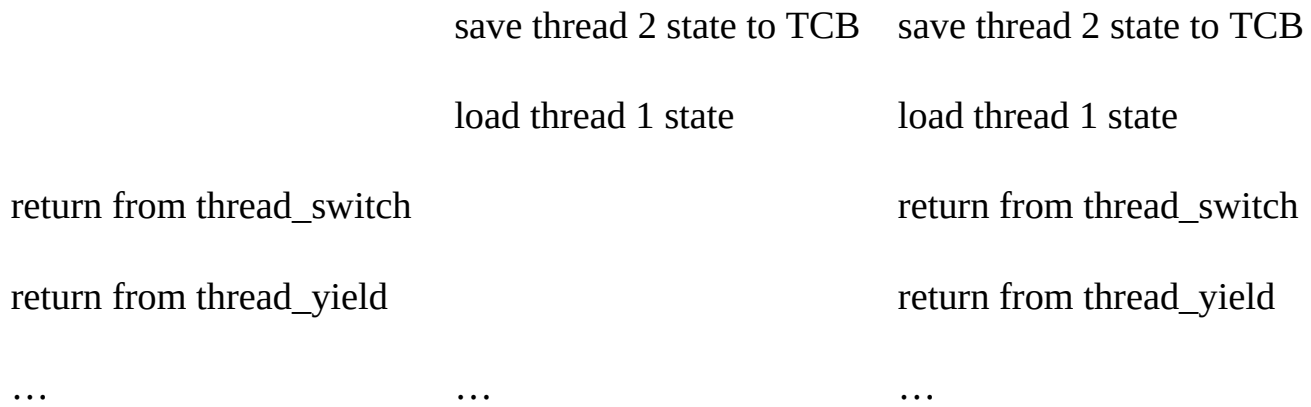 save thread 2 state to TCB save thread 2 state to TCB
load thread 1 state load thread 1 state
return from thread_switch return from thread_switch
return from thread_yield return from thread_yield
… … …